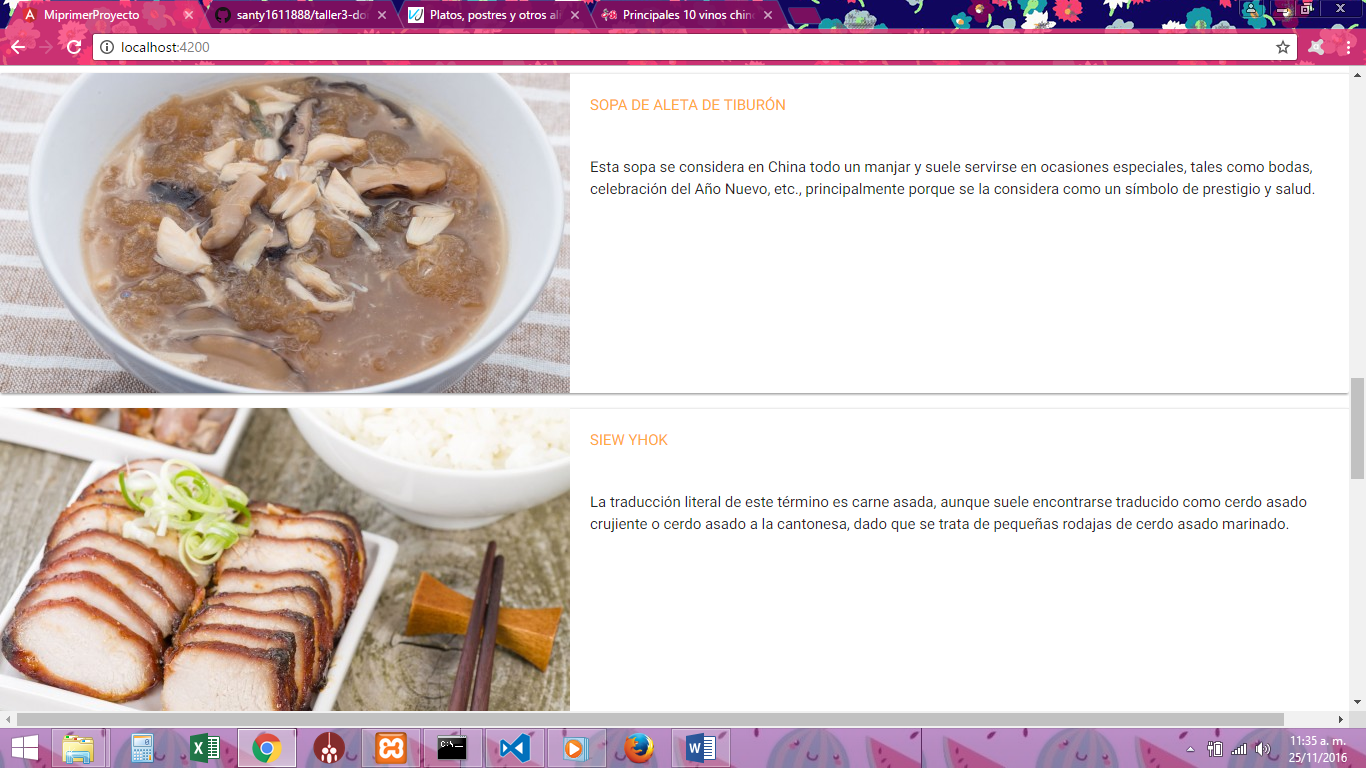 MiprimerProyecto
santy1611888/taller3-do
Platos, postres y otros al
Principales 10 vinos chin
localhost:4200
SOPA DE ALETA DE TIBURÓN
Esta sopa se considera en China todo un manjar y suele servirse en ocasiones especiales, tales como bodas,
celebración del Año Nuevo, etc., principalmente porque se la considera como un símbolo de prestigio y salud.
SIEW YHOK
La traducción literal de este término es carne asada, aunque suele encontrarse traducido como cerdo asado
crujiente o cerdo asado a la cantonesa, dado que se trata de pequeñas rodajas de cerdo asado marinado.
11:35 a. m.
25/11/2016